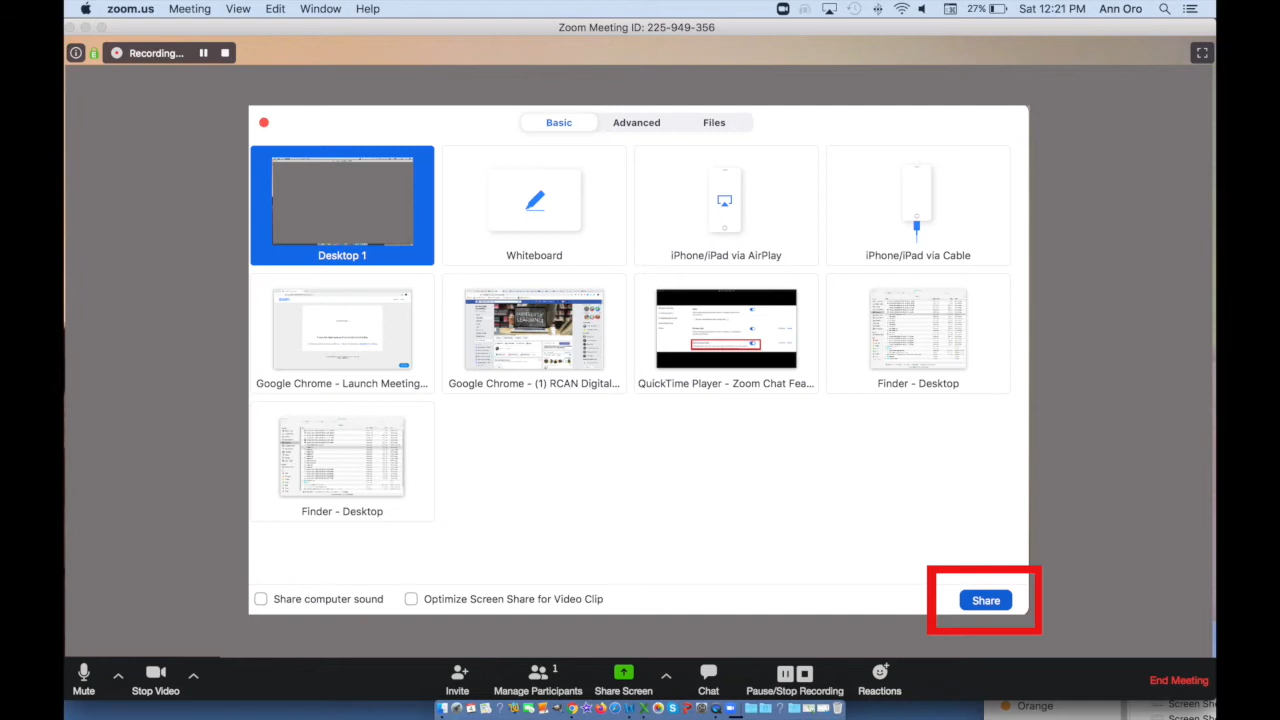 zoom.us Meeting View Edit Window Help 27% Sat 12:21 PM Ann Oro
Zoom Meeting ID: 225-949-356
Recording...
Basic Advanced Files
Desktop 1 Whiteboard iPhone/iPad via AirPlay iPhone/iPad via Cable
Google Chrome - Launch Meeting... Google Chrome - (1) RCAN Digital... QuickTime Player - Zoom Chat Fea... Finder - Desktop
Finder - Desktop
Share computer sound Optimize Screen Share for Video Clip Share
1
Mute Stop Video Invite Manage Participants Share Screen Chat Pause/Stop Recording Reactions End Meeting
Orange Screen Sh